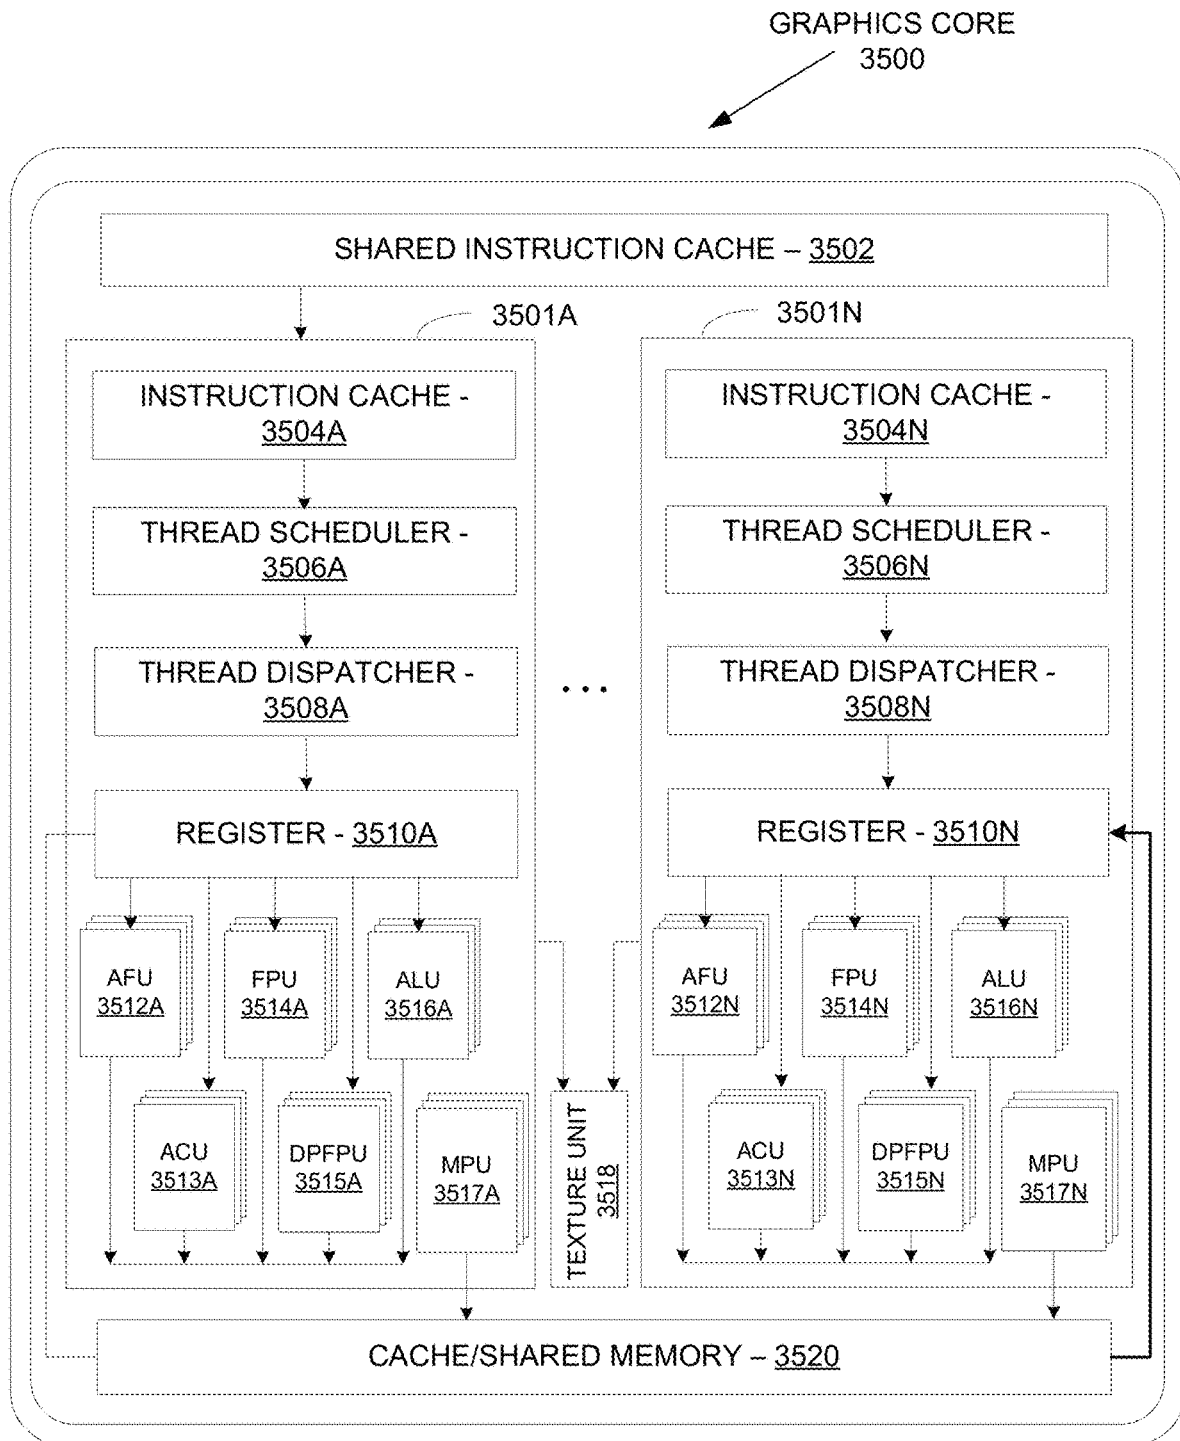 GRAPHICS CORE
3500
SHARED INSTRUCTION CACHE – 3502
3501A
3501N
INSTRUCTION CACHE -
3504A
INSTRUCTION CACHE -
3504N
THREAD SCHEDULER -
3506A
THREAD SCHEDULER -
3506N
THREAD DISPATCHER -
3508A
...
THREAD DISPATCHER -
3508N
REGISTER - 3510A
REGISTER - 3510N
AFU
3512A
FPU
3514A
ALU
3516A
AFU
3512N
FPU
3514N
ALU
3516N
ACU
3513A
DPFPU
3515A
MPU
3517A
TEXTURE UNIT
3518
ACU
3513N
DPFPU
3515N
MPU
3517N
CACHE/SHARED MEMORY – 3520